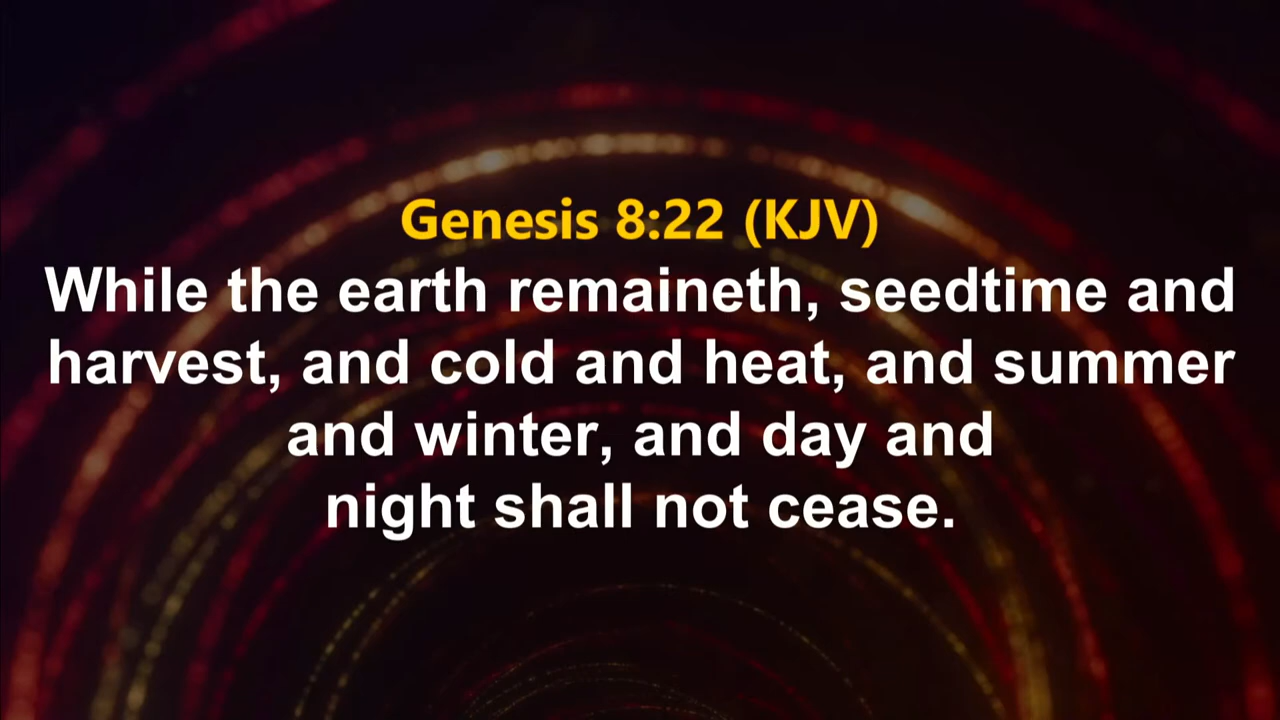 Genesis 8:22 (KJV)
While the earth remaineth, seedtime and
harvest, and cold and heat, and summer
and winter, and day and
night shall not cease.